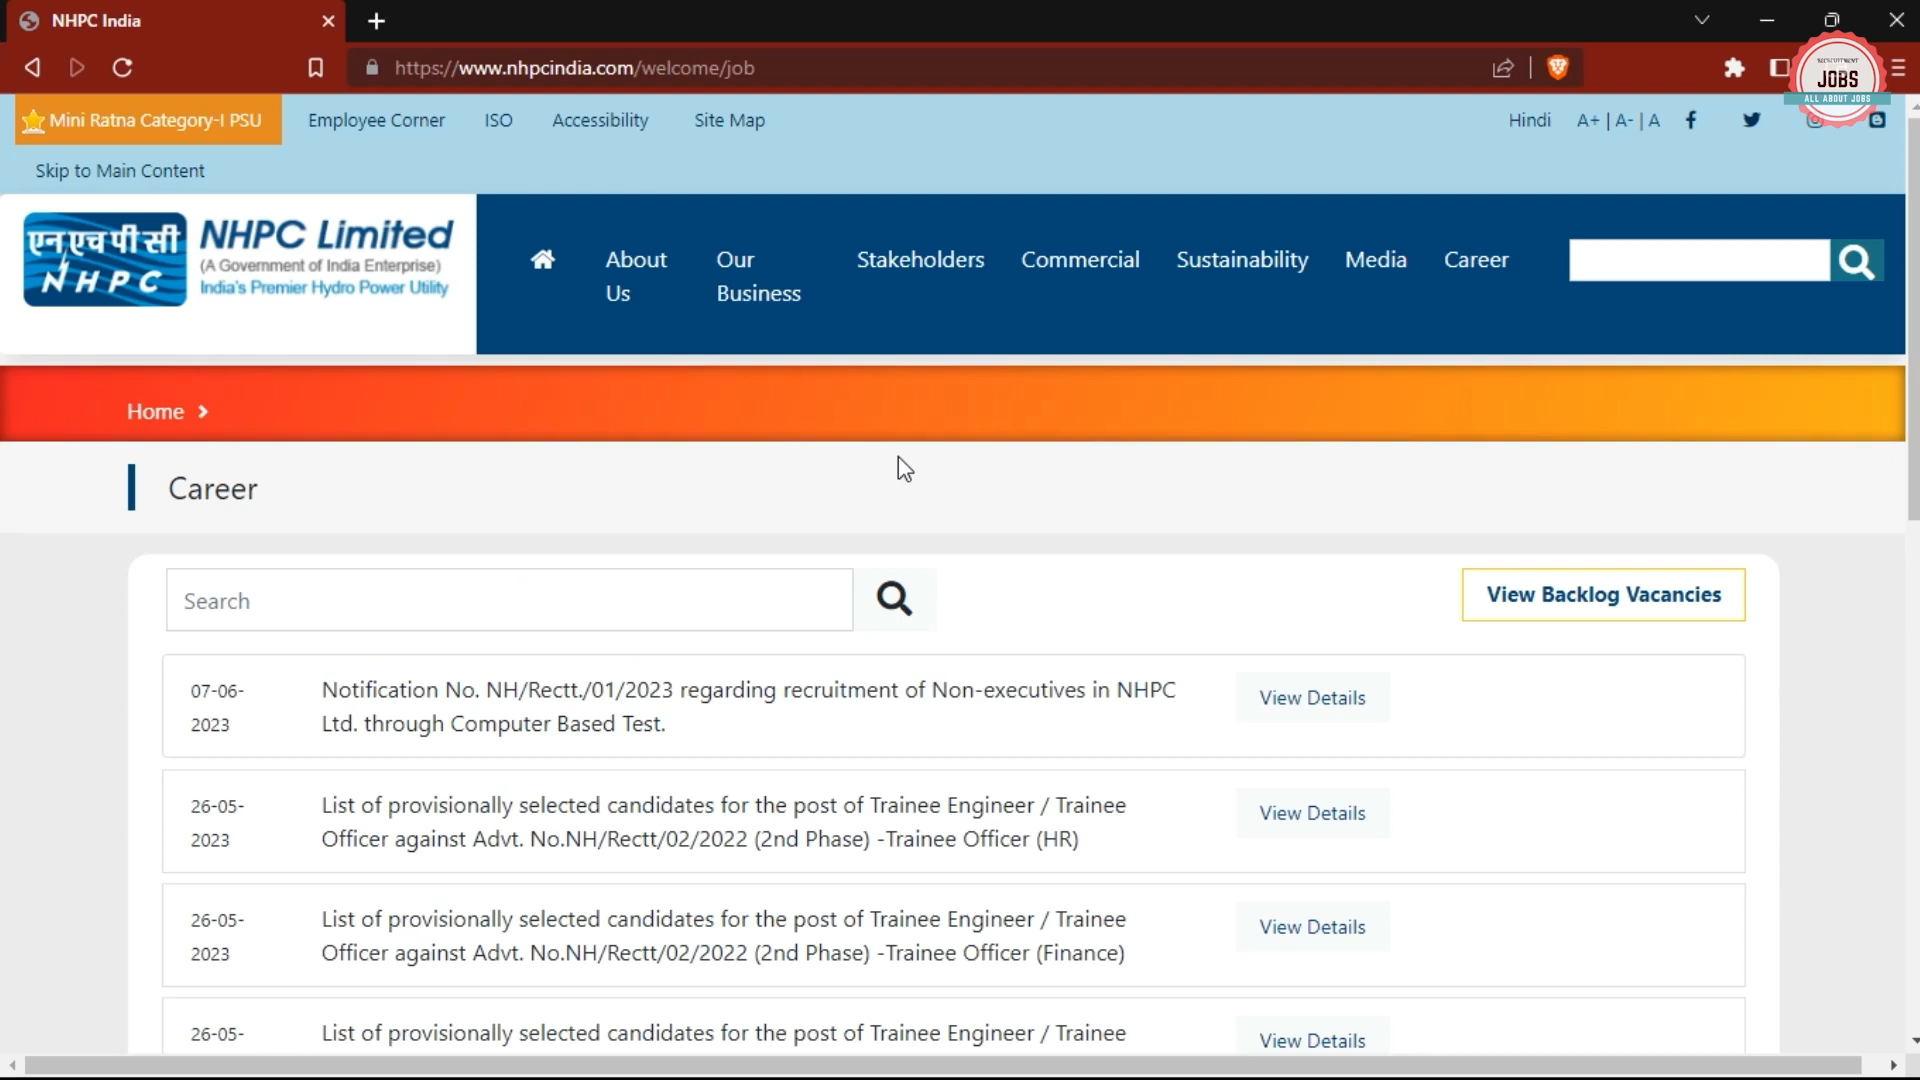 NHPC India
https://www.nhpcindia.com/welcome/job
RECRUITMENT
JOBS
ALL ABOUT JOBS
Mini Ratna Category-I PSU
Employee Corner
ISO
Accessibility
Site Map
Hindi
A+ | A- | A
Skip to Main Content
एनएचपीसी
NHPC
NHPC Limited
(A Government of India Enterprise)
India's Premier Hydro Power Utility
About
Us
Our
Business
Stakeholders
Commercial
Sustainability
Media
Career
Home
Career
Search
View Backlog Vacancies
07-06-
2023
Notification No. NH/Rectt./01/2023 regarding recruitment of Non-executives in NHPC
Ltd. through Computer Based Test.
View Details
26-05-
2023
List of provisionally selected candidates for the post of Trainee Engineer / Trainee
Officer against Advt. No.NH/Rectt/02/2022 (2nd Phase) -Trainee Officer (HR)
View Details
26-05-
2023
List of provisionally selected candidates for the post of Trainee Engineer / Trainee
Officer against Advt. No.NH/Rectt/02/2022 (2nd Phase) -Trainee Officer (Finance)
View Details
26-05-
List of provisionally selected candidates for the post of Trainee Engineer / Trainee
View Details